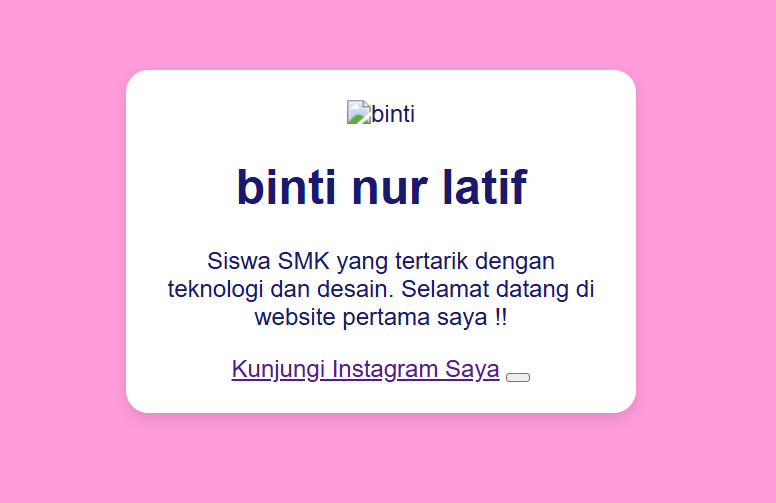 binti
binti nur latif
Siswa SMK yang tertarik dengan
teknologi dan desain. Selamat datang di
website pertama saya !!
Kunjungi Instagram Saya